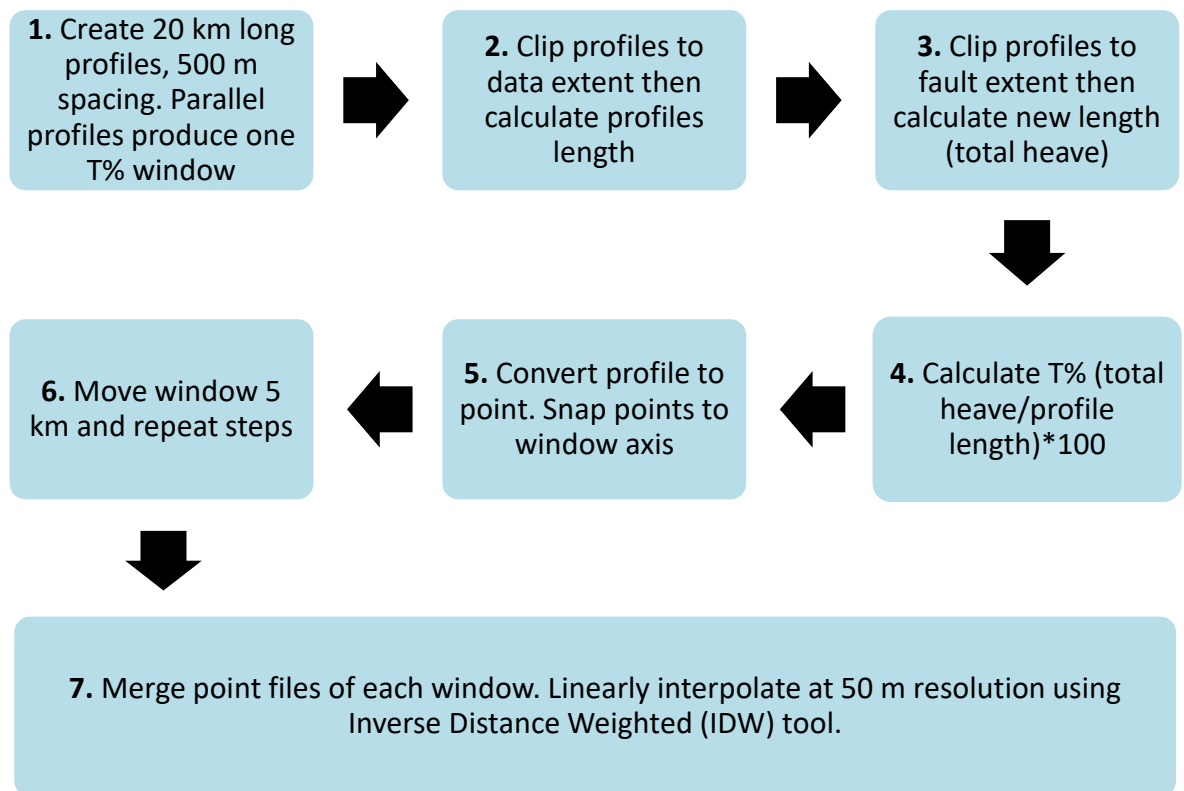 1. Create 20 km long
profiles, 500 m
spacing. Parallel
profiles produce one
T% window
2. Clip profiles to
data extent then
calculate profiles
length
3. Clip profiles to
fault extent then
calculate new length
(total heave)
4. Calculate T% (total
heave/profile
length)*100
5. Convert profile to
point. Snap points to
window axis
6. Move window 5
km and repeat steps
7. Merge point files of each window. Linearly interpolate at 50 m resolution using
Inverse Distance Weighted (IDW) tool.